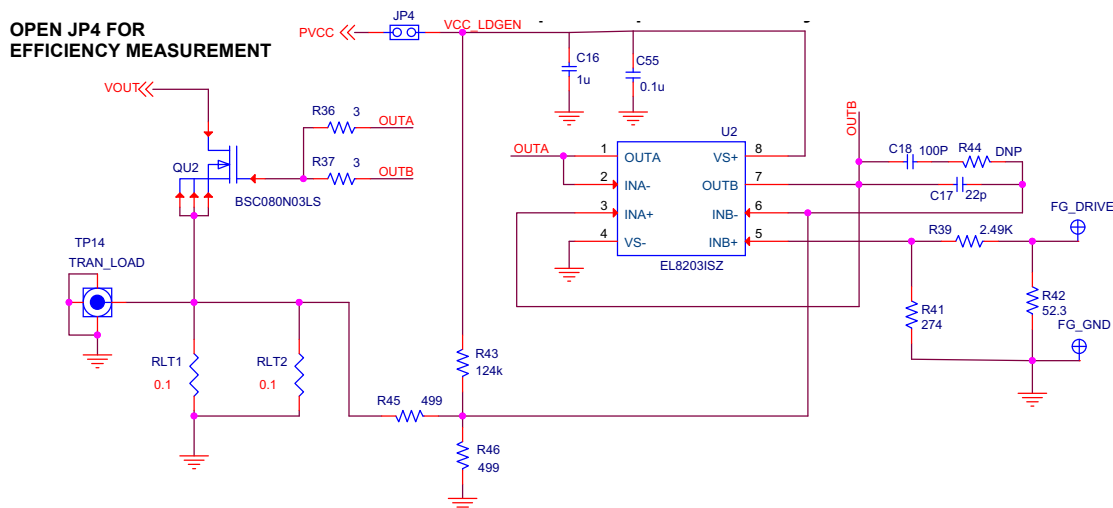 OPEN JP4 FOR
EFFICIENCY MEASUREMENT
JP4
PVCC
VCC_LDGEN
C16
1u
C55
0.1u
VOUT
R36 3 OUTA
R37 3 OUTB
QU2
BSC080N03LS
U2
OUTA
1 OUTA VS+ 8
2 INA- OUTB 7
3 INA+ INB- 6
4 VS- INB+ 5
EL8203ISZ
OUTB
C18 100P R44 DNP
C17 22p
FG_DRIVE
R39 2.49K
R41
274
R42
52.3
FG_GND
TP14
TRAN_LOAD
RLT1
0.1
RLT2
0.1
R43
124k
R45 499
R46
499